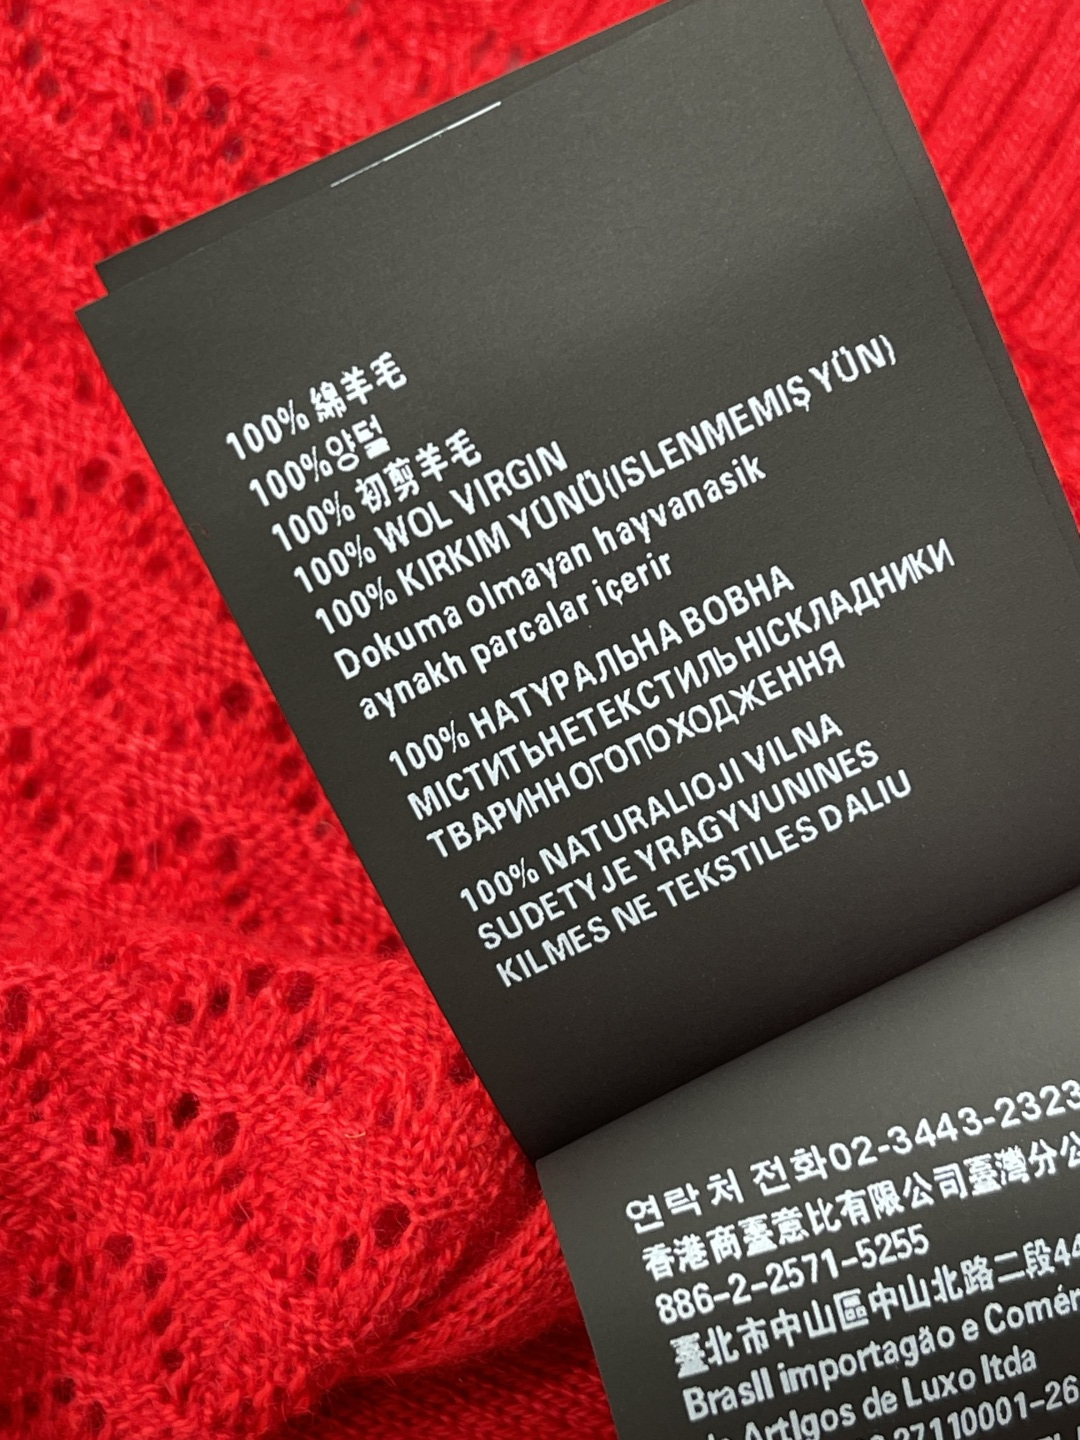 100% 綿羊毛
100%양털
100% 初剪羊毛
100% WOL VIRGIN
100% KIRKIM YÜNÜ(ISLENMEMIŞ YÜN)
Dokuma olmayan hayvanasik
aynakh parcalar içerir
100% НАТУРАЛЬНА ВОВНА
МІСТИТЬНЕТЕКСТИЛЬНІСКЛАДНИКИ
ТВАРИННОГОПОХОДЖЕННЯ
100% NATURALIOJI VILNA
SUDETYJE YRAGYVUNINES
KILMES NE TEKSTILES DALIU
연락처 전화02-3443-2323
香港商臺意比有限公司臺灣分公
886-2-2571-5255
臺北市中山區中山北路二段44
Brasll importagão e Comér
Artlgos de Luxo ltda
27110001-26